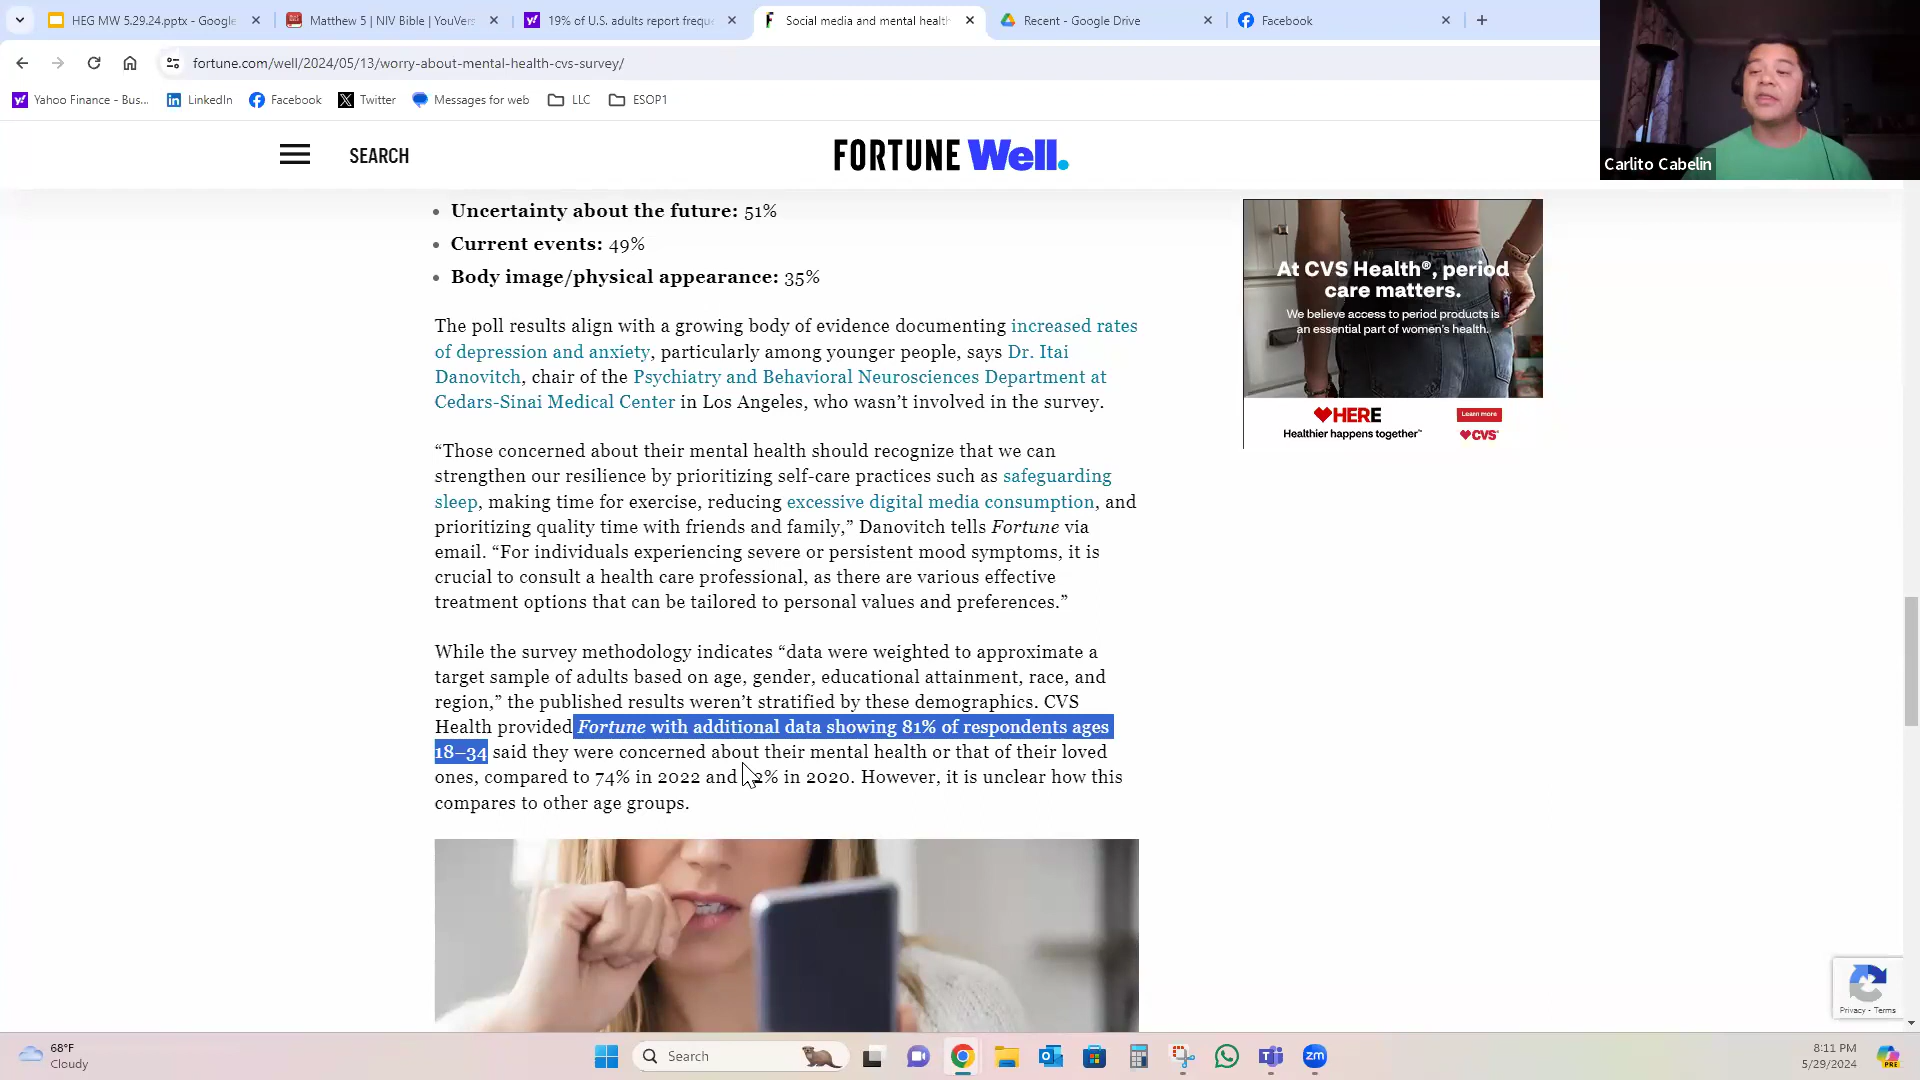 HEG MW 5.29.24.pptx - Google
Matthew 5 | NIV Bible | YouVers
19% of U.S. adults report freque
Social media and mental health
Recent - Google Drive
Facebook
fortune.com/well/2024/05/13/worry-about-mental-health-cvs-survey/
Yahoo Finance - Bus...
LinkedIn
Facebook
Twitter
Messages for web
LLC
ESOP1
Carlito Cabelin
SEARCH
FORTUNE Well.
• Uncertainty about the future: 51%
• Current events: 49%
• Body image/physical appearance: 35%
The poll results align with a growing body of evidence documenting increased rates
of depression and anxiety, particularly among younger people, says Dr. Itai
Danovitch, chair of the Psychiatry and Behavioral Neurosciences Department at
Cedars-Sinai Medical Center in Los Angeles, who wasn’t involved in the survey.
“Those concerned about their mental health should recognize that we can
strengthen our resilience by prioritizing self-care practices such as safeguarding
sleep, making time for exercise, reducing excessive digital media consumption, and
prioritizing quality time with friends and family,” Danovitch tells Fortune via
email. “For individuals experiencing severe or persistent mood symptoms, it is
crucial to consult a health care professional, as there are various effective
treatment options that can be tailored to personal values and preferences.”
While the survey methodology indicates “data were weighted to approximate a
target sample of adults based on age, gender, educational attainment, race, and
region,” the published results weren’t stratified by these demographics. CVS
Health provided Fortune with additional data showing 81% of respondents ages
18–34 said they were concerned about their mental health or that of their loved
ones, compared to 74% in 2022 and 2% in 2020. However, it is unclear how this
compares to other age groups.
At CVS Health®, period
care matters.
We believe access to period products is
an essential part of women's health.
HERE
Healthier happens together™
Learn more
CVS
Privacy - Terms
68°F
Cloudy
Search
zm
8:11 PM
5/29/2024
PRE